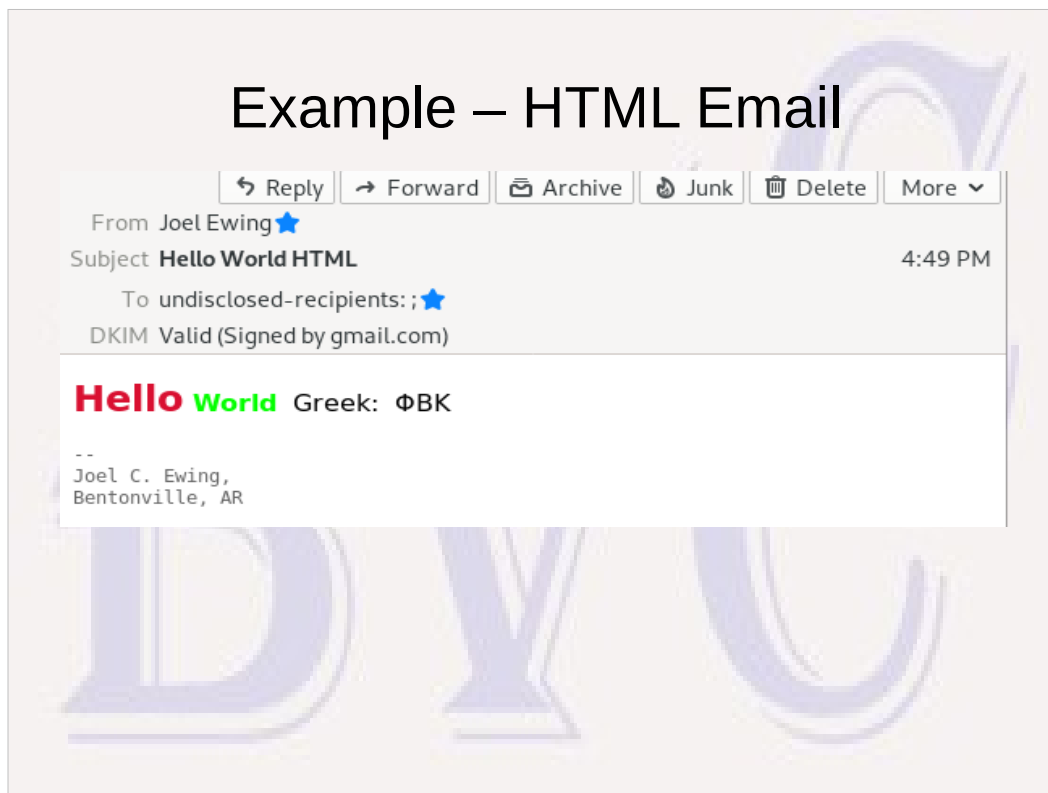 Example – HTML Email
Reply Forward Archive Junk Delete More
From Joel Ewing
Subject Hello World HTML 4:49 PM
To undisclosed-recipients: ;
DKIM Valid (Signed by gmail.com)
Hello World Greek: ΦΒΚ
--
Joel C. Ewing,
Bentonville, AR
BVC